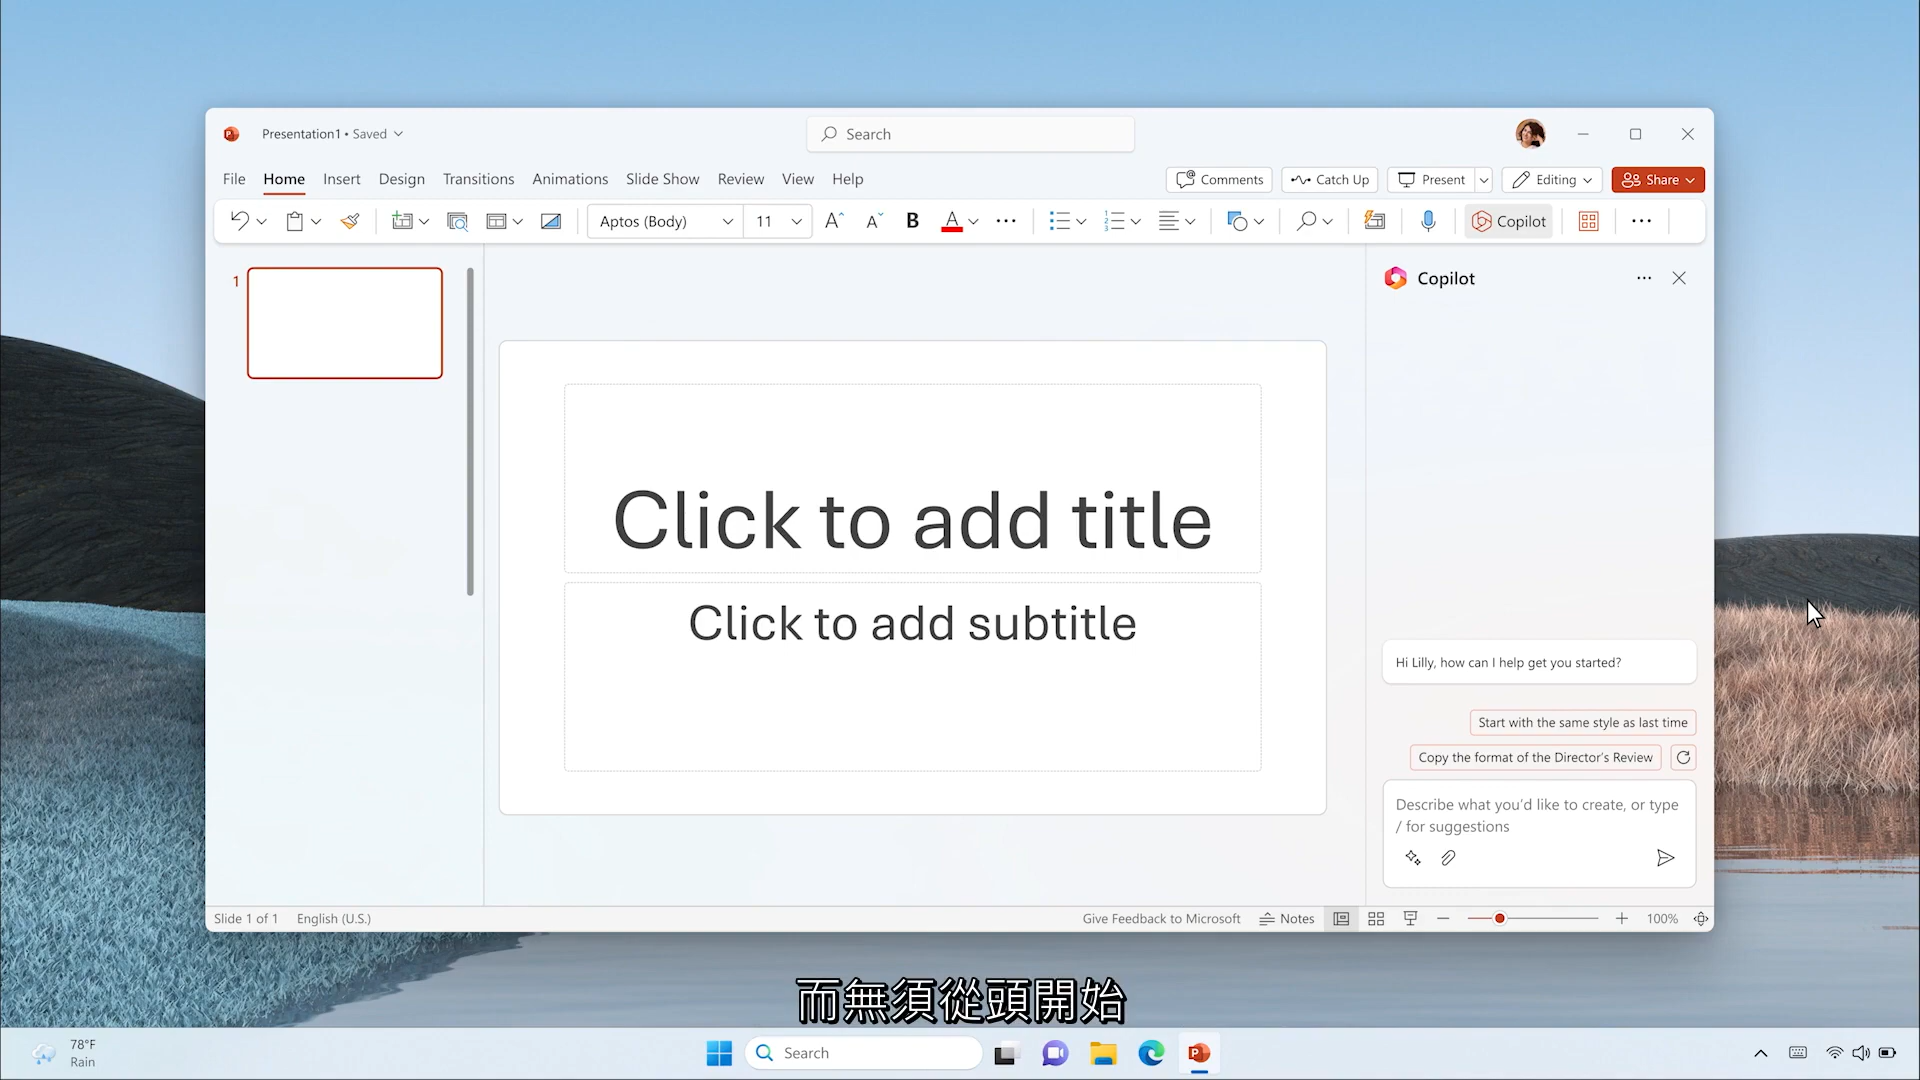 Presentation1 • Saved
Search
File Home Insert Design Transitions Animations Slide Show Review View Help
Comments Catch Up Present Editing Share
Aptos (Body) 11 A A B A Copilot
1
Copilot
Click to add title
Click to add subtitle
Hi Lilly, how can I help get you started?
Start with the same style as last time
Copy the format of the Director's Review
Describe what you'd like to create, or type
/ for suggestions
Slide 1 of 1 English (U.S.) Give Feedback to Microsoft Notes 100%
而無須從頭開始
78°F
Rain
Search